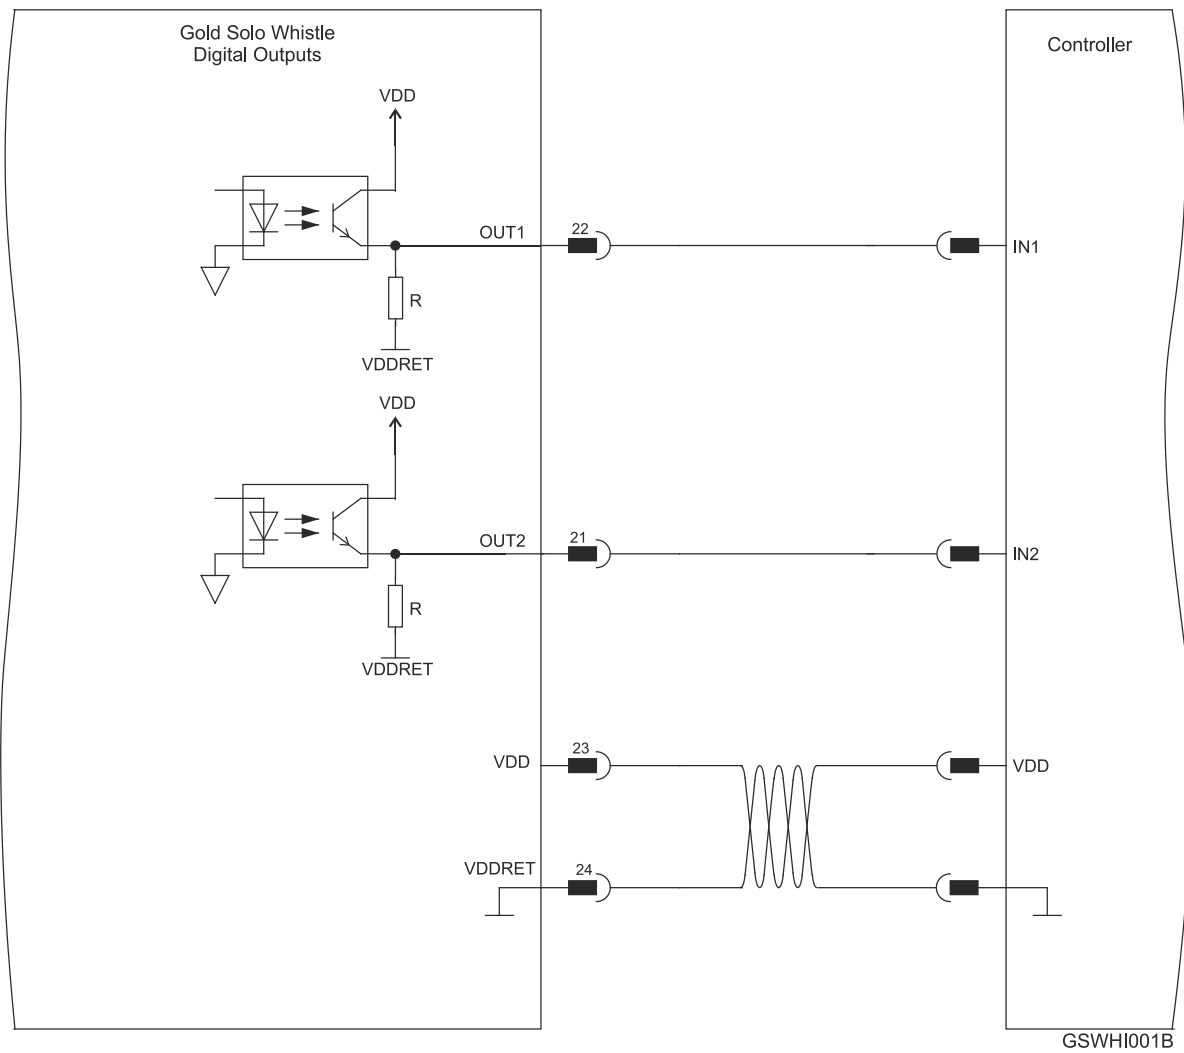 Gold Solo Whistle
Digital Outputs
Controller
VDD
OUT1
22
IN1
R
VDDRET
VDD
OUT2
21
IN2
R
VDDRET
VDD
23
VDD
VDDRET
24
GSWHI001B